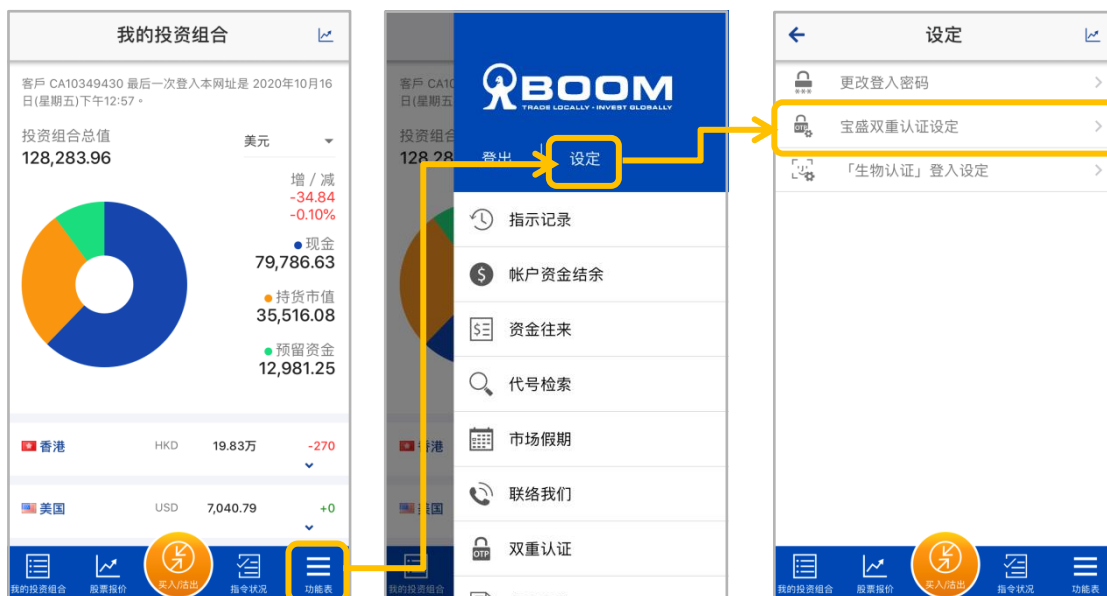 我的投资组合
客戶 CA10349430 最后一次登入本网址是 2020年10月16
日(星期五)下午12:57。
投资组合总值
美元
128,283.96
增 / 减
-34.84
-0.10%
现金
79,786.63
持货市值
35,516.08
预留资金
12,981.25
香港 HKD 19.83万 -270
美国 USD 7,040.79 +0
我的投资组合 股票报价 买入/沽出 指令状况 功能表
客戶 CA10
日(星期五
投资组合
128,28
BOOM
TRADE LOCALLY · INVEST GLOBALLY
登出 | 设定
指示记录
帐户资金结余
资金往来
代号检索
市场假期
联络我们
OTP
双重认证
香港
美国
我的投资组合
设定
更改登入密码
OTP
宝盛双重认证设定
「生物认证」登入设定
我的投资组合 股票报价 买入/沽出 指令状况 功能表